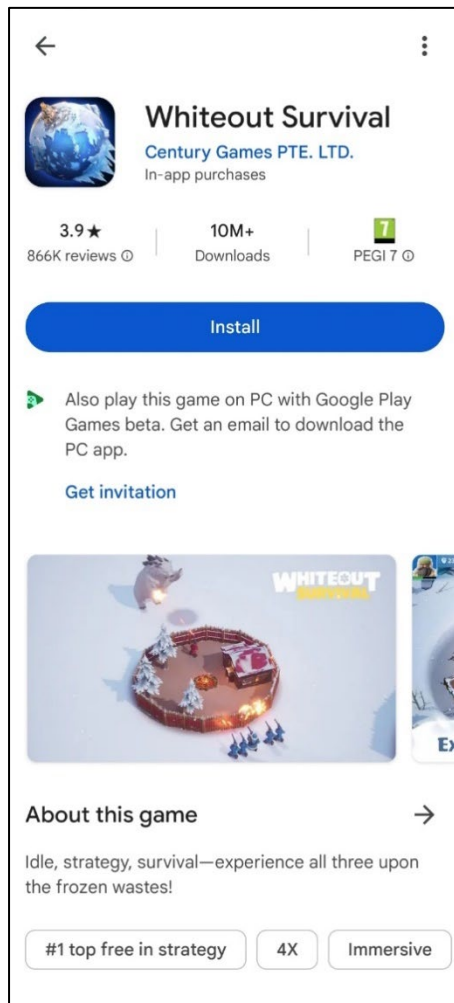 Whiteout Survival
Century Games PTE. LTD.
In-app purchases
3.9★
866K reviews
10M+
Downloads
7
PEGI 7
Install
Also play this game on PC with Google Play
Games beta. Get an email to download the
PC app.
Get invitation
WHITEOUT
SURVIVAL
Ex
About this game
Idle, strategy, survival—experience all three upon
the frozen wastes!
#1 top free in strategy
4X
Immersive